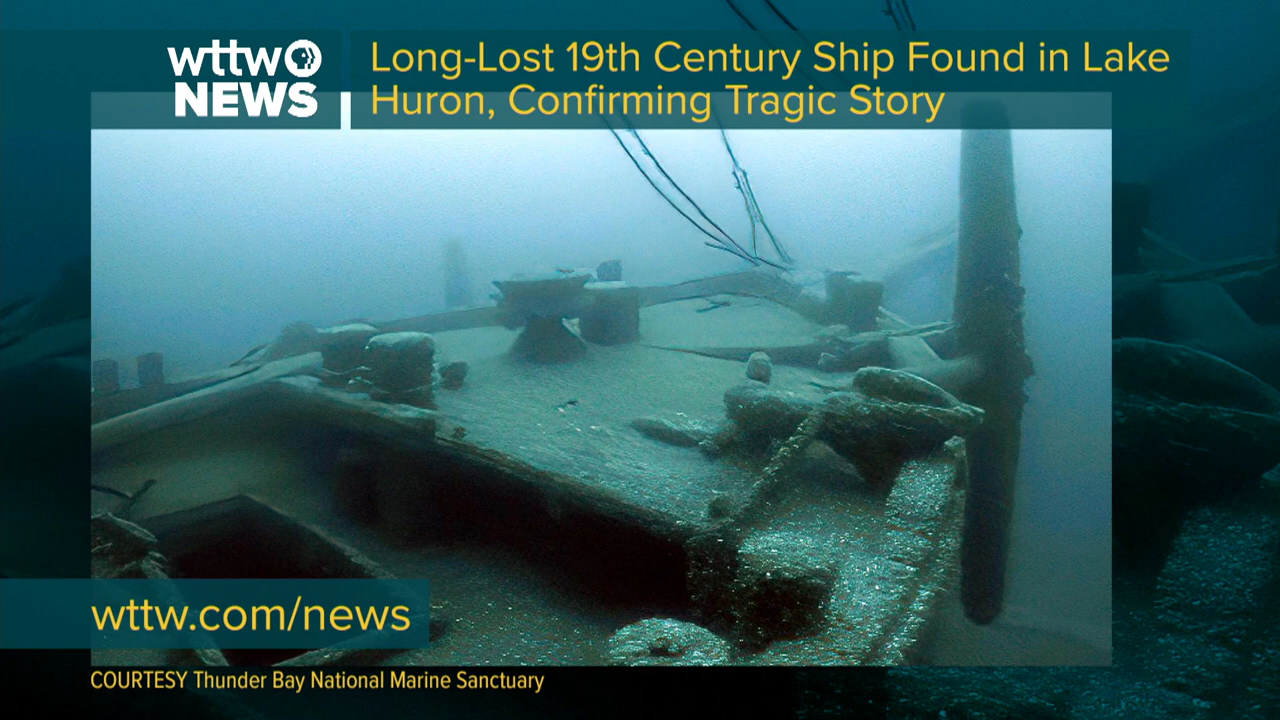 wttw
NEWS
Long-Lost 19th Century Ship Found in Lake
Huron, Confirming Tragic Story
wttw.com/news
COURTESY Thunder Bay National Marine Sanctuary